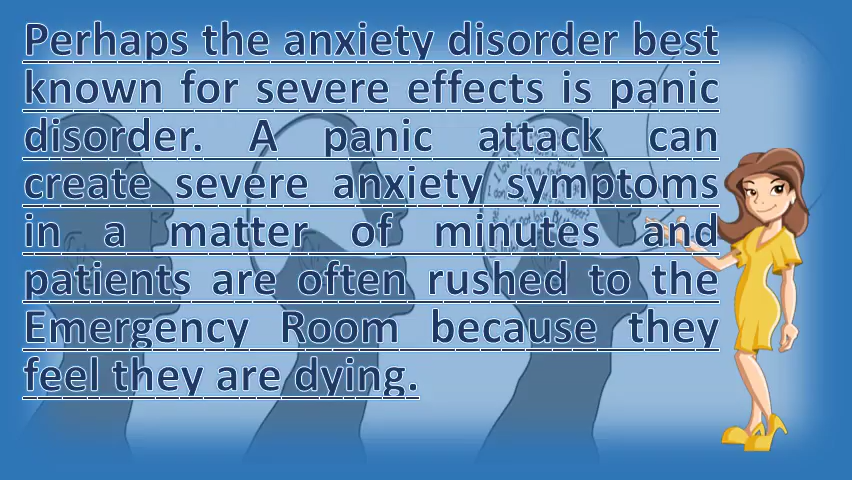 Perhaps the anxiety disorder best
known for severe effects is panic
disorder. A panic attack can
create severe anxiety symptoms
in a matter of minutes and
patients are often rushed to the
Emergency Room because they
feel they are dying.